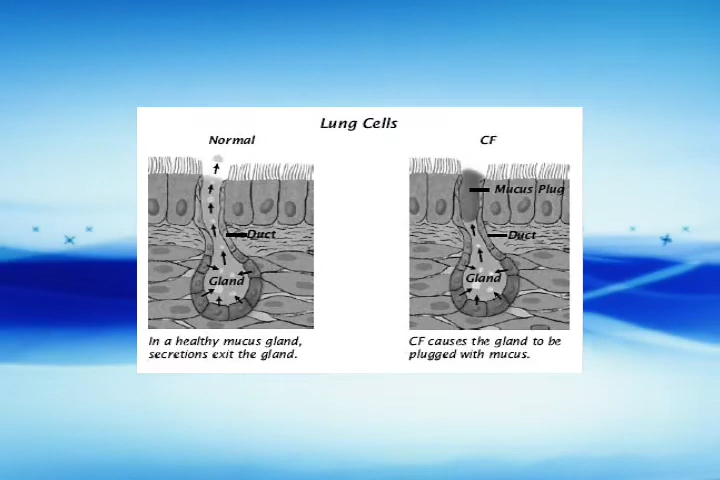 Lung Cells
Normal
CF
Mucus Plug
Duct
Duct
Gland
Gland
In a healthy mucus gland,
secretions exit the gland.
CF causes the gland to be
plugged with mucus.